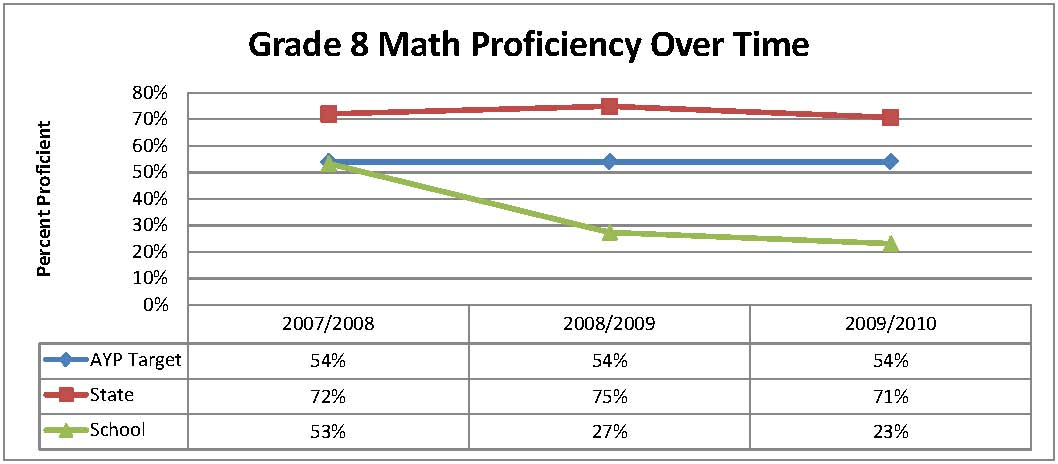 Grade 8 Math Proficiency Over Time
Percent Proficient
80%
70%
60%
50%
40%
30%
20%
10%
0%
2007/2008 2008/2009 2009/2010
AYP Target 54% 54% 54%
State 72% 75% 71%
School 53% 27% 23%